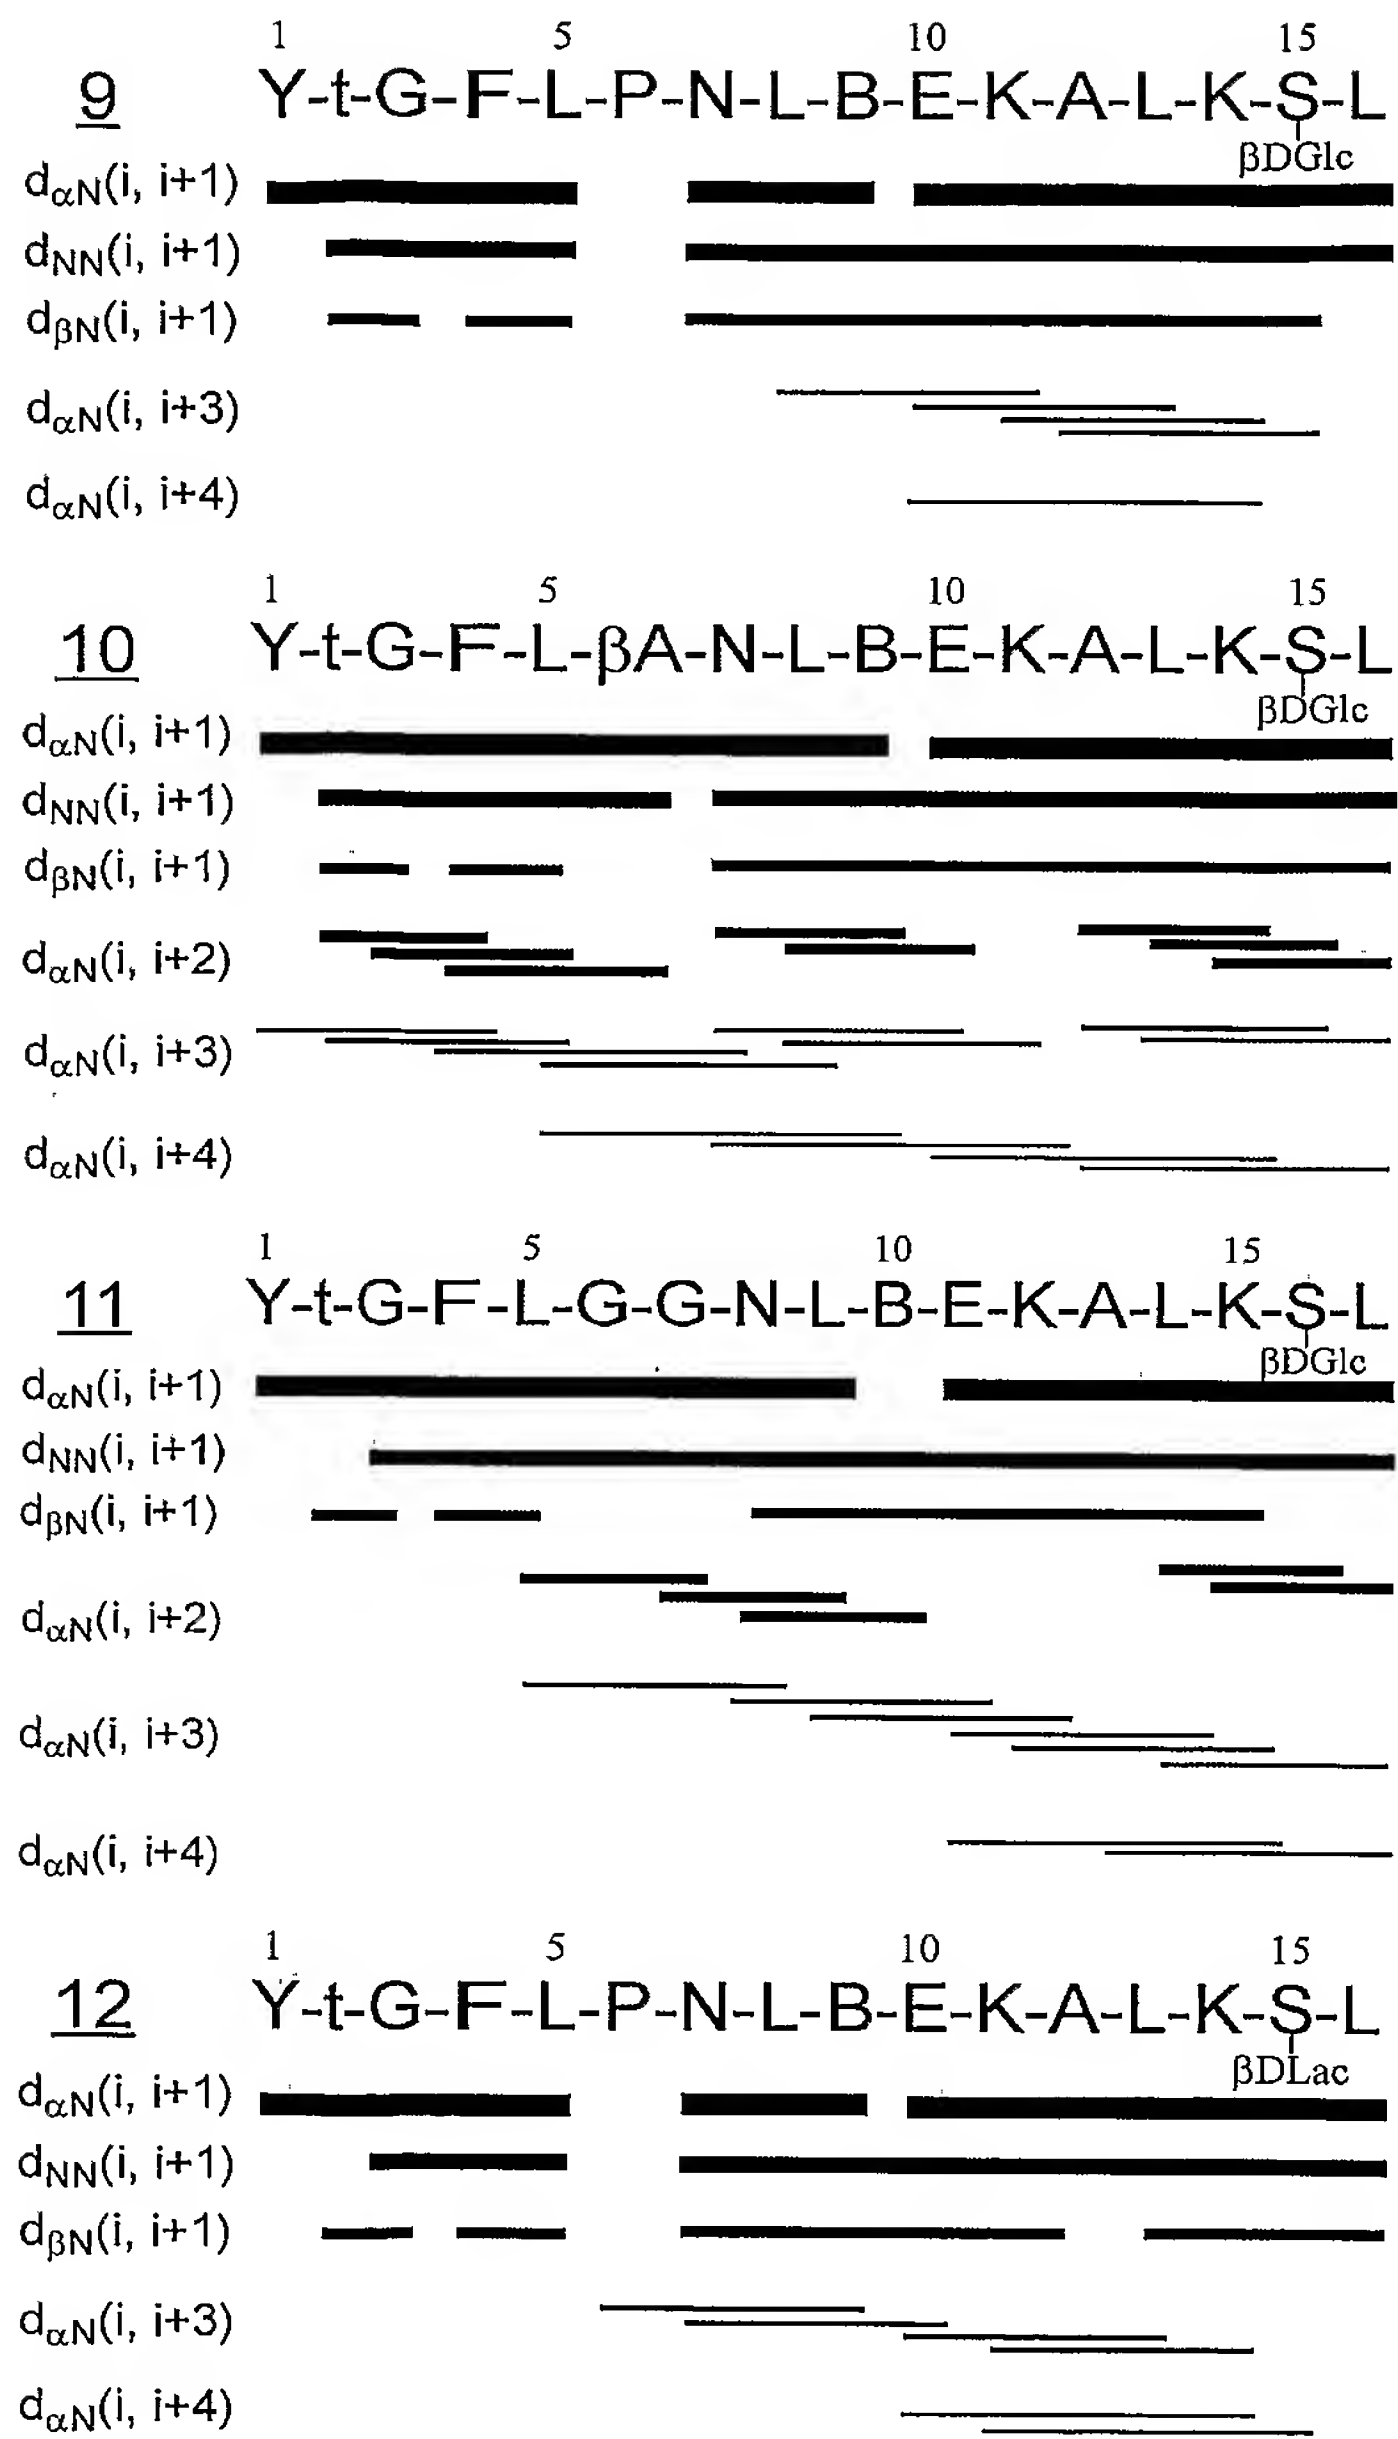 1 5 10 15
9 Y-t-G-F-L-P-N-L-B-E-K-A-L-K-S-L
βDGlc
dαN(i, i+1)
dNN(i, i+1)
dβN(i, i+1)
dαN(i, i+3)
dαN(i, i+4)
1 5 10 15
10 Y-t-G-F-L-βA-N-L-B-E-K-A-L-K-S-L
βDGlc
dαN(i, i+1)
dNN(i, i+1)
dβN(i, i+1)
dαN(i, i+2)
dαN(i, i+3)
dαN(i, i+4)
1 5 10 15
11 Y-t-G-F-L-G-G-N-L-B-E-K-A-L-K-S-L
βDGlc
dαN(i, i+1)
dNN(i, i+1)
dβN(i, i+1)
dαN(i, i+2)
dαN(i, i+3)
dαN(i, i+4)
1 5 10 15
12 Y-t-G-F-L-P-N-L-B-E-K-A-L-K-S-L
βDLac
dαN(i, i+1)
dNN(i, i+1)
dβN(i, i+1)
dαN(i, i+3)
dαN(i, i+4)